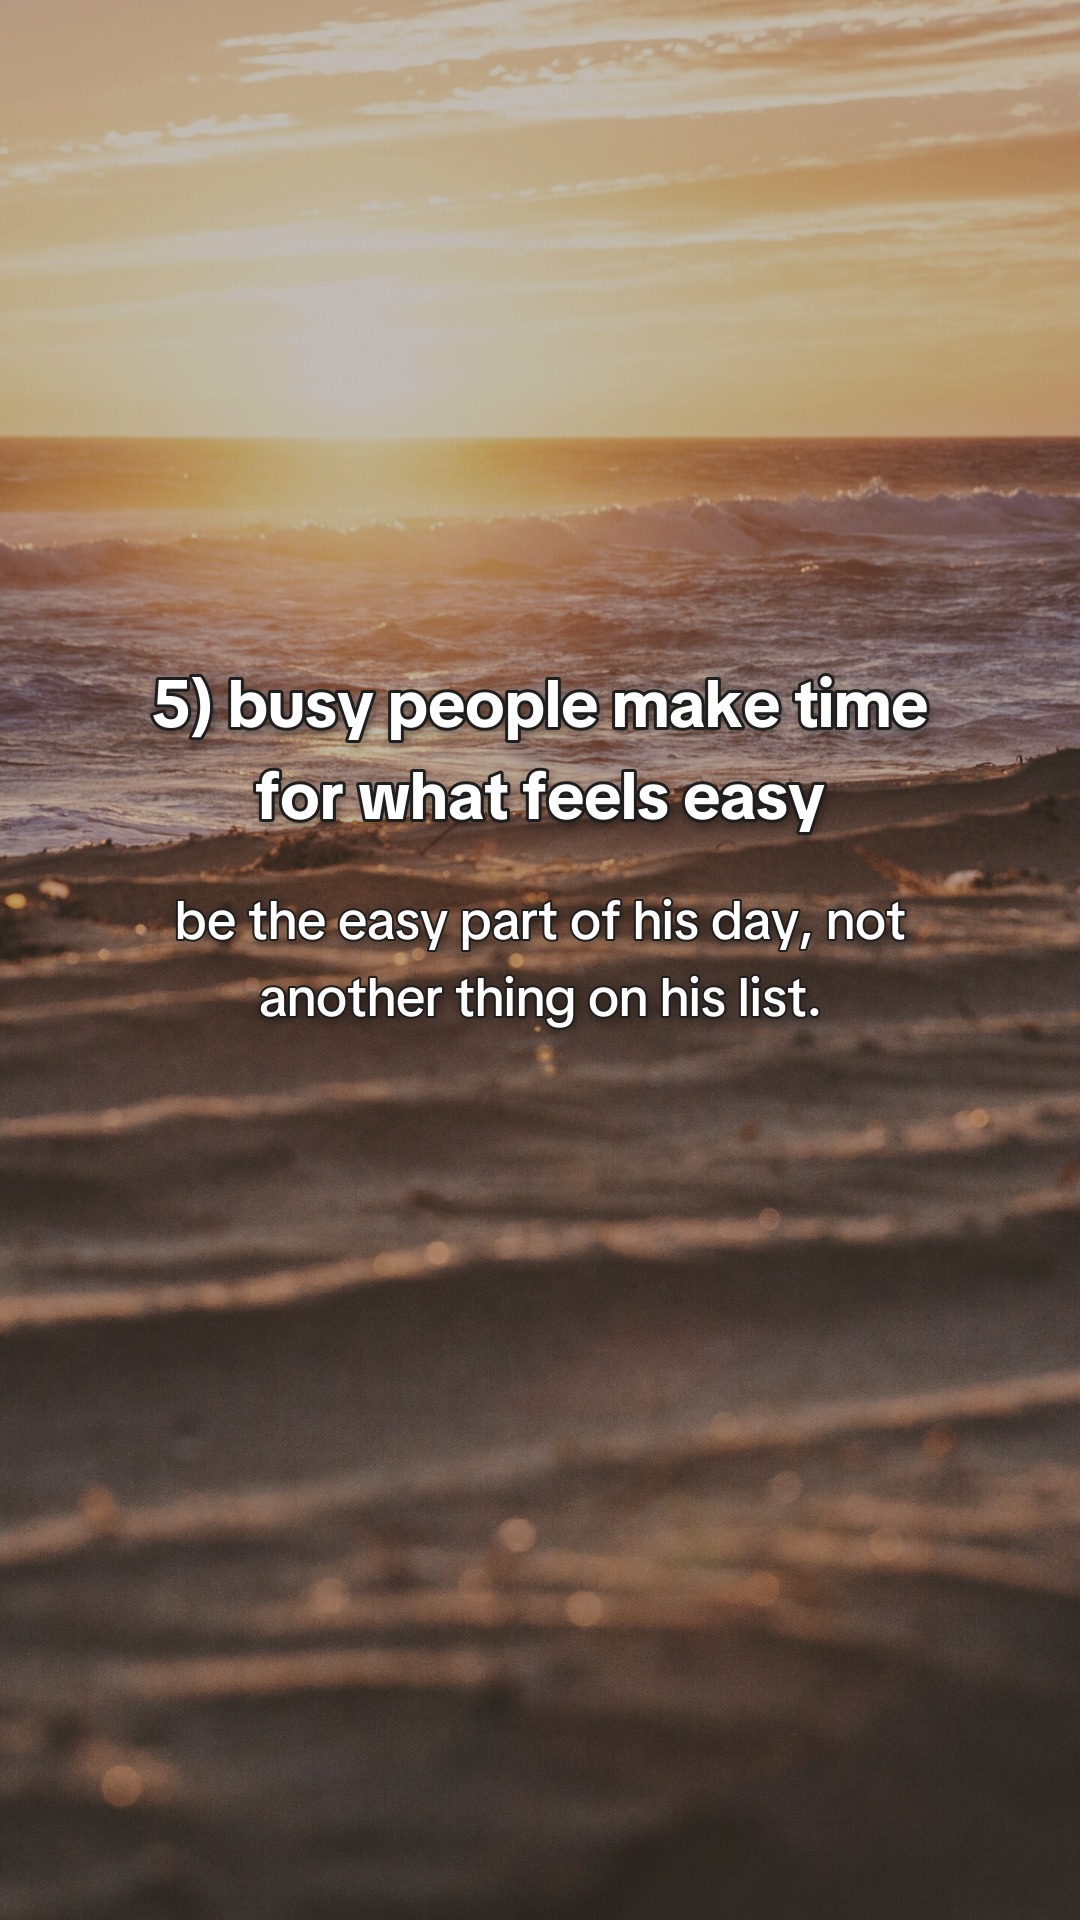 5) busy people make time
for what feels easy
be the easy part of his day, not
another thing on his list.